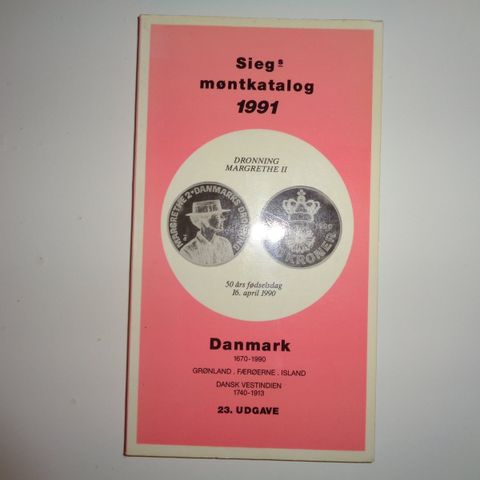 Siegs
møntkatalog
1991
DRONNING
MARGRETHE II
MARGRETHE 2 • DANMARKS DRONNING
1990
KRONER
50 års fødselsdag
16. april 1990
Danmark
1670-1990
GRØNLAND . FÆRØERNE . ISLAND
DANSK VESTINDIEN
1740-1913
23. UDGAVE